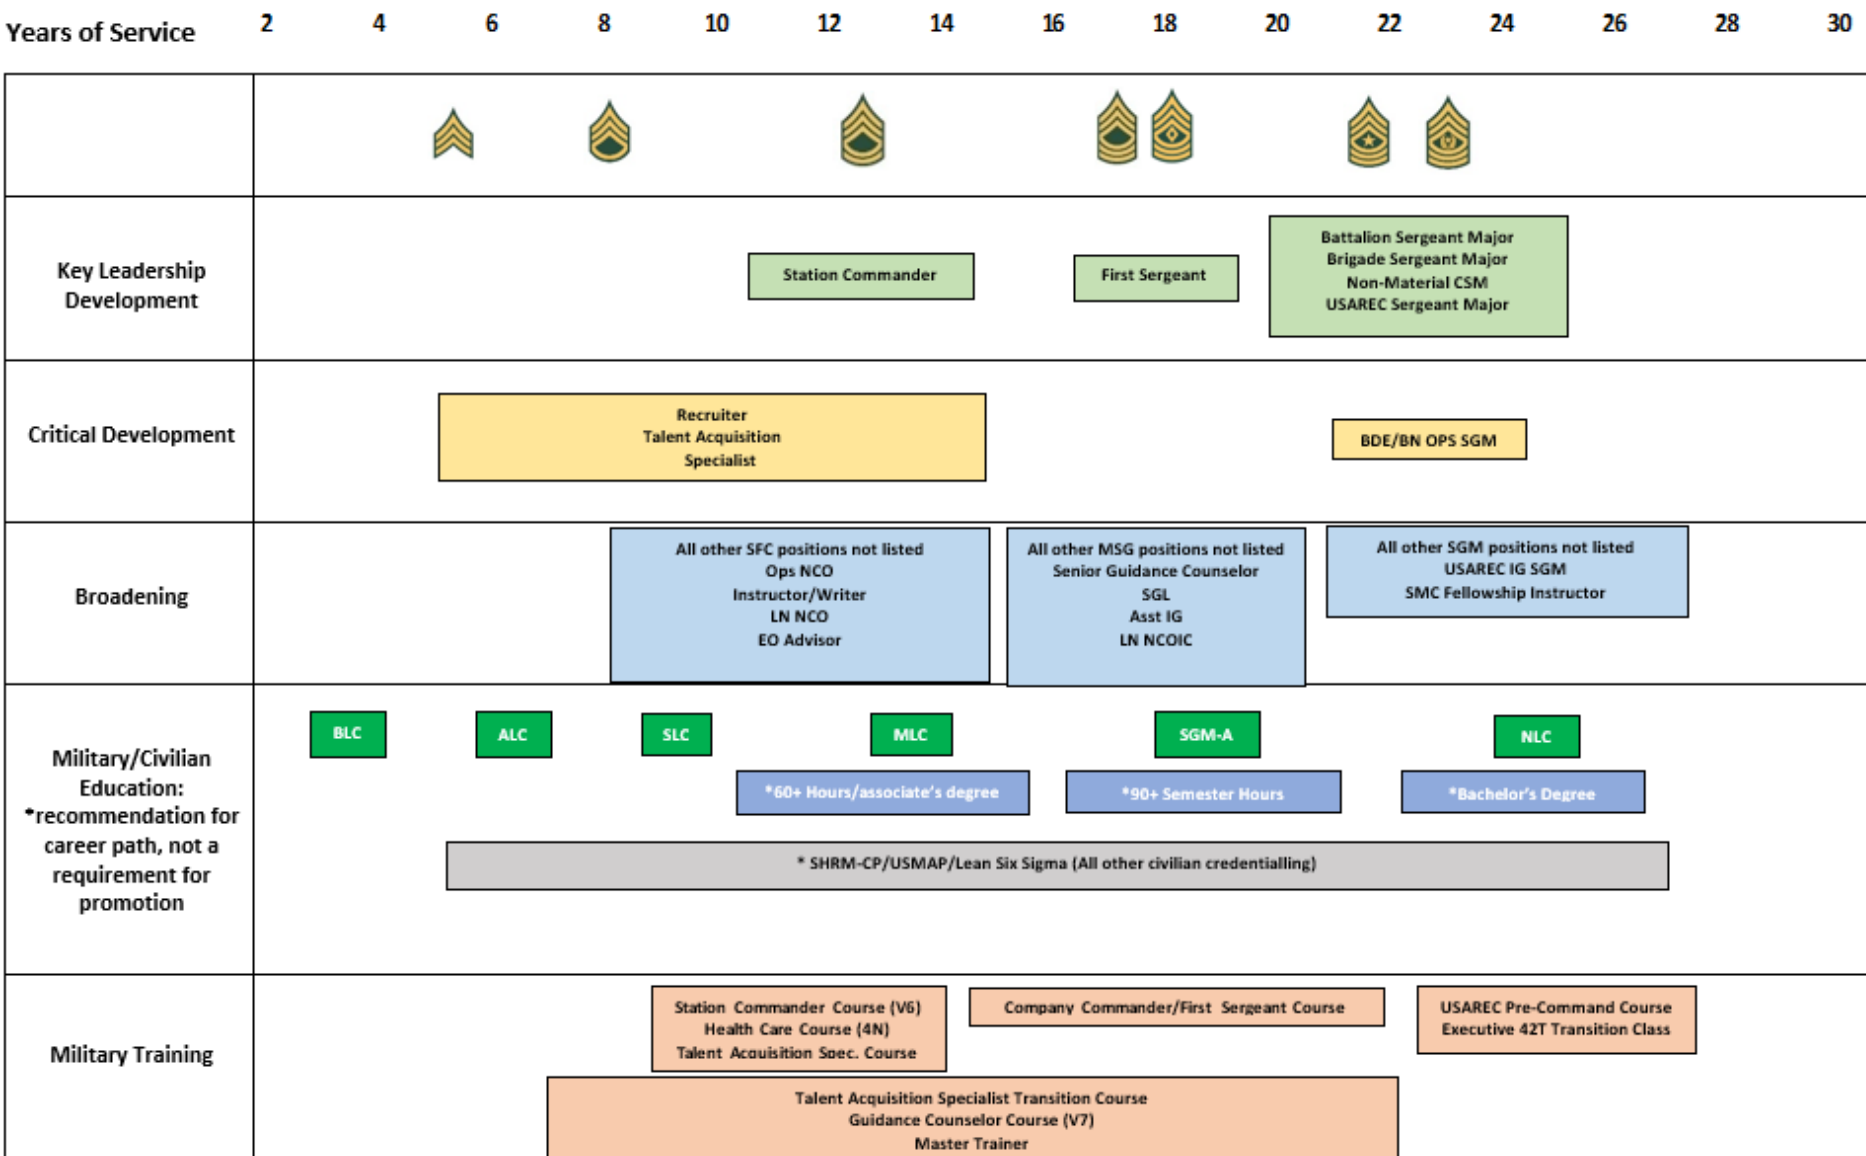 Years of Service 2 4 6 8 10 12 14 16 18 20 22 24 26 28 30
Key Leadership
Development
Station Commander
First Sergeant
Battalion Sergeant Major
Brigade Sergeant Major
Non-Material CSM
USAREC Sergeant Major
Critical Development
Recruiter
Talent Acquisition
Specialist
BDE/BN OPS SGM
Broadening
All other SFC positions not listed
Ops NCO
Instructor/Writer
LN NCO
EO Advisor
All other MSG positions not listed
Senior Guidance Counselor
SGL
Asst IG
LN NCOIC
All other SGM positions not listed
USAREC IG SGM
SMC Fellowship Instructor
Military/Civilian
Education:
*recommendation for
career path, not a
requirement for
promotion
BLC
ALC
SLC
MLC
SGM-A
NLC
*60+ Hours/associate's degree
*90+ Semester Hours
*Bachelor's Degree
* SHRM-CP/USMAP/Lean Six Sigma (All other civilian credentialling)
Military Training
Station Commander Course (V6)
Health Care Course (4N)
Talent Acquisition Spec. Course
Company Commander/First Sergeant Course
USAREC Pre-Command Course
Executive 42T Transition Class
Talent Acquisition Specialist Transition Course
Guidance Counselor Course (V7)
Master Trainer